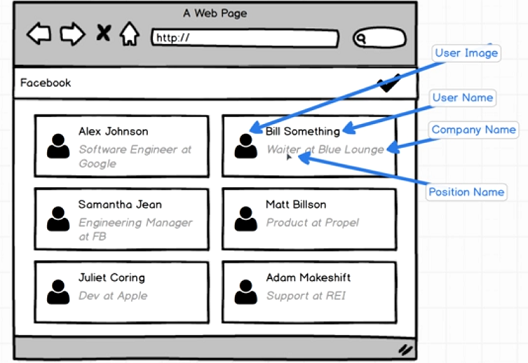 A Web Page
http://
User Image
Facebook
User Name
Alex Johnson
Software Engineer at
Google
Bill Something
Waiter at Blue Lounge
Company Name
Position Name
Samantha Jean
Engineering Manager
at FB
Matt Billson
Product at Propel
Juliet Coring
Dev at Apple
Adam Makeshift
Support at REI